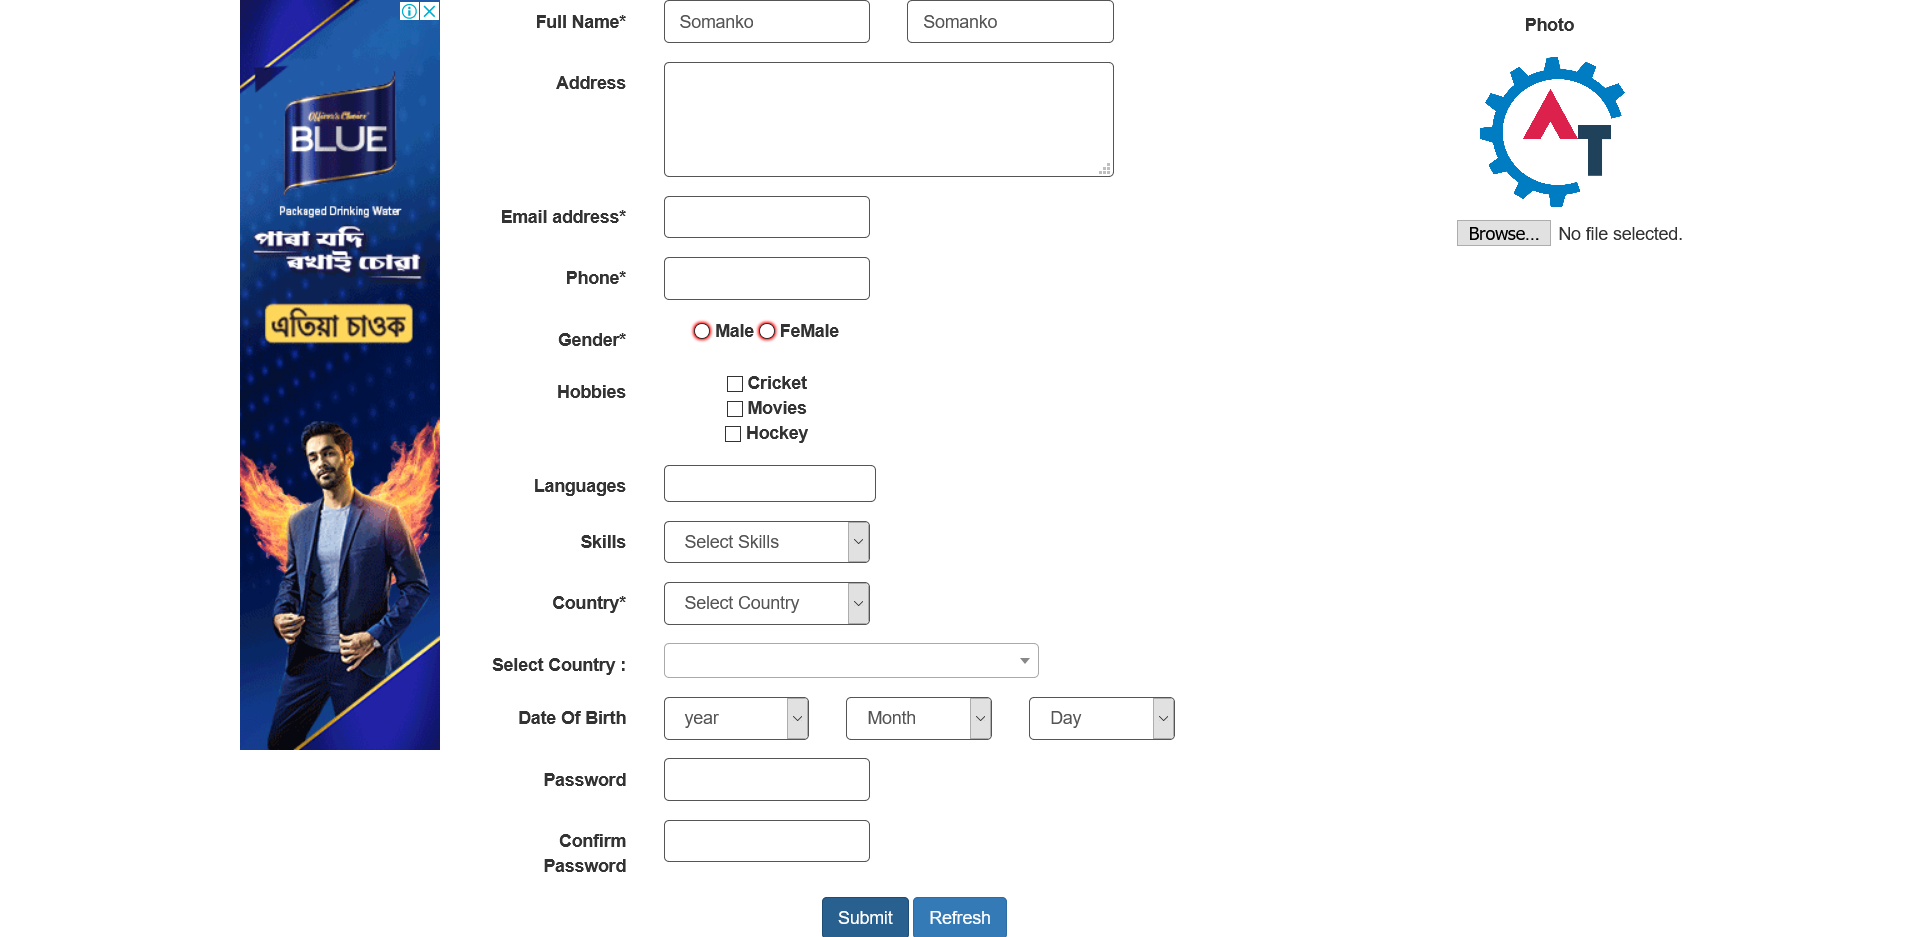 Officer's Choice
BLUE
Packaged Drinking Water
পাৰা যদি
ৰখাই চোৱা
এতিয়া চাওক
Full Name*
Somanko
Somanko
Address
Email address*
Phone*
Gender*
Male
FeMale
Hobbies
Cricket
Movies
Hockey
Languages
Skills
Select Skills
Country*
Select Country
Select Country :
Date Of Birth
year
Month
Day
Password
Confirm
Password
Submit
Refresh
Photo
AT
Browse...
No file selected.